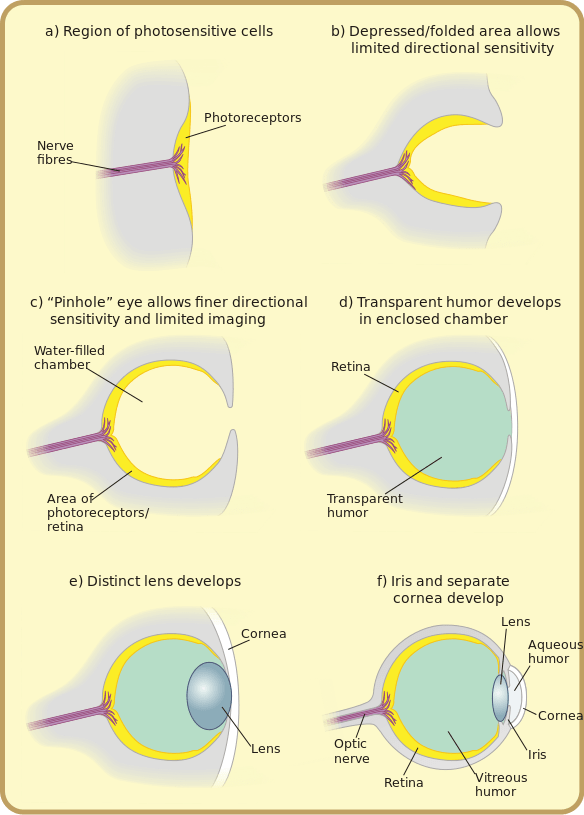 a) Region of photosensitive cells
b) Depressed/folded area allows
limited directional sensitivity
Photoreceptors
Nerve
fibres
c) “Pinhole” eye allows finer directional
sensitivity and limited imaging
d) Transparent humor develops
in enclosed chamber
Water-filled
chamber
Retina
Area of
photoreceptors/
retina
Transparent
humor
e) Distinct lens develops
f) Iris and separate
cornea develop
Cornea
Lens
Lens
Aqueous
humor
Cornea
Iris
Optic
nerve
Retina
Vitreous
humor